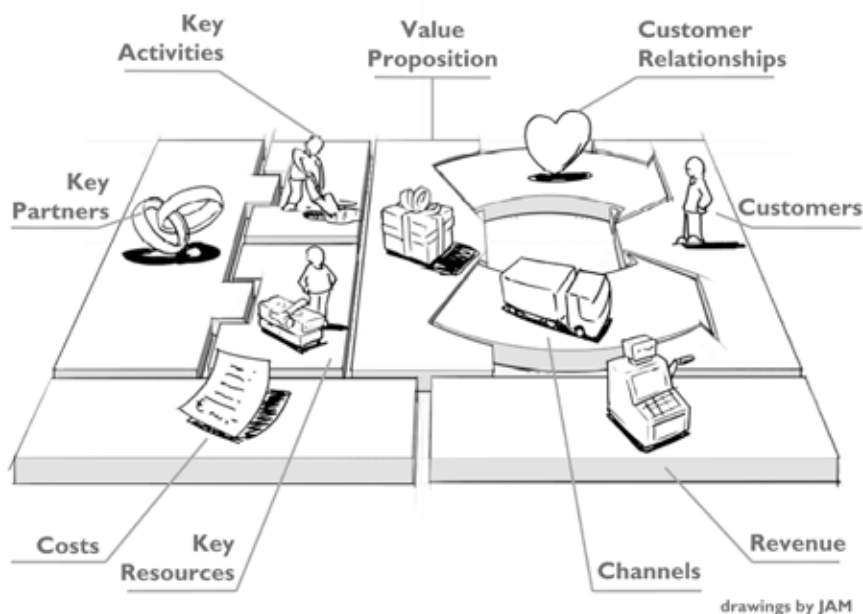 Key
Activities
Value
Proposition
Customer
Relationships
Key
Partners
Customers
Costs
Key
Resources
Channels
Revenue
drawings by JAM